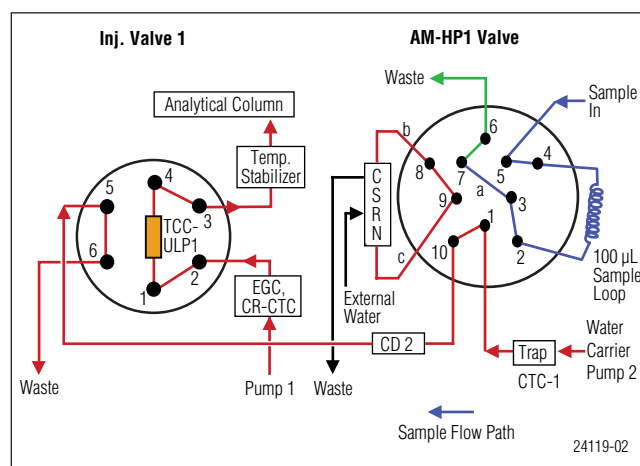 Inj. Valve 1
AM-HP1 Valve
Waste
Sample
In
Analytical Column
Temp.
Stabilizer
b
6
5
4
8
7
a
C
S
R
N
9
3
1
10
2
c
5
4
3
TCC-
ULP1
6
1
2
100 µL
Sample
Loop
EGC,
CR-CTC
External
Water
CD 2
Trap
CTC-1
Water
Carrier
Pump 2
Waste
Pump 1
Waste
Sample Flow Path
24119-02